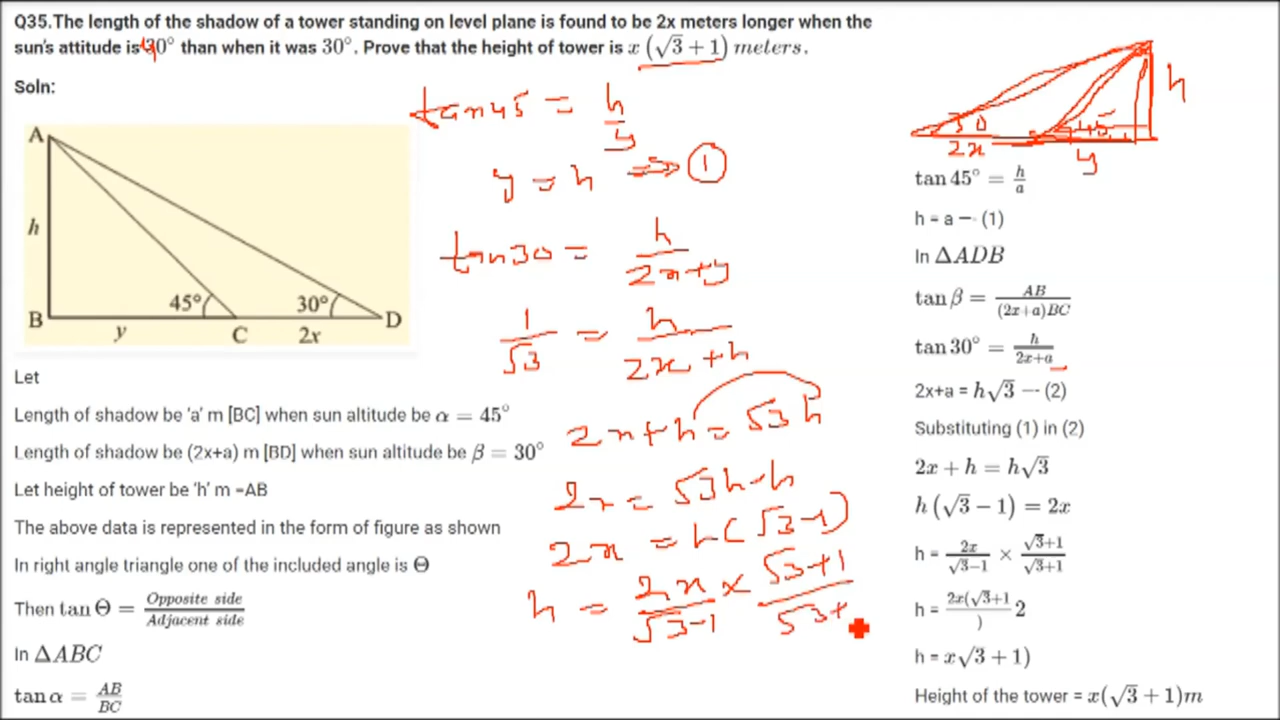 Q35.The length of the shadow of a tower standing on level plane is found to be 2x meters longer when the
sun's attitude is 30° than when it was 30°. Prove that the height of tower is x(√3+1)meters.
Soln:
A
h
B
y
C
2x
D
45°
30°
Let
Length of shadow be 'a' m [BC] when sun altitude be α = 45°
Length of shadow be (2x+a) m [BD] when sun altitude be β = 30°
Let height of tower be 'h' m =AB
The above data is represented in the form of figure as shown
In right angle triangle one of the included angle is Θ
Then tan Θ = Opposite side / Adjacent side
In ΔABC
tan α = AB/BC
tan45 = h/y
y = h ⇒ ①
tan30 = h/2x+y
1/√3 = h/2x+h
2x+h = √3h
2x = √3h-h
2x = h(√3-1)
h = 2x/√3-1 × √3+1/√3+
30
45
2x
y
h
tan 45° = h/a
h = a — (1)
In ΔADB
tan β = AB/(2x+a)BC
tan 30° = h/2x+a
2x+a = h√3 --- (2)
Substituting (1) in (2)
2x + h = h√3
h(√3 − 1) = 2x
h = 2x/√3−1 × √3+1/√3+1
h = 2x(√3+1/) 2
h = x√3 + 1)
Height of the tower = x(√3 + 1)m